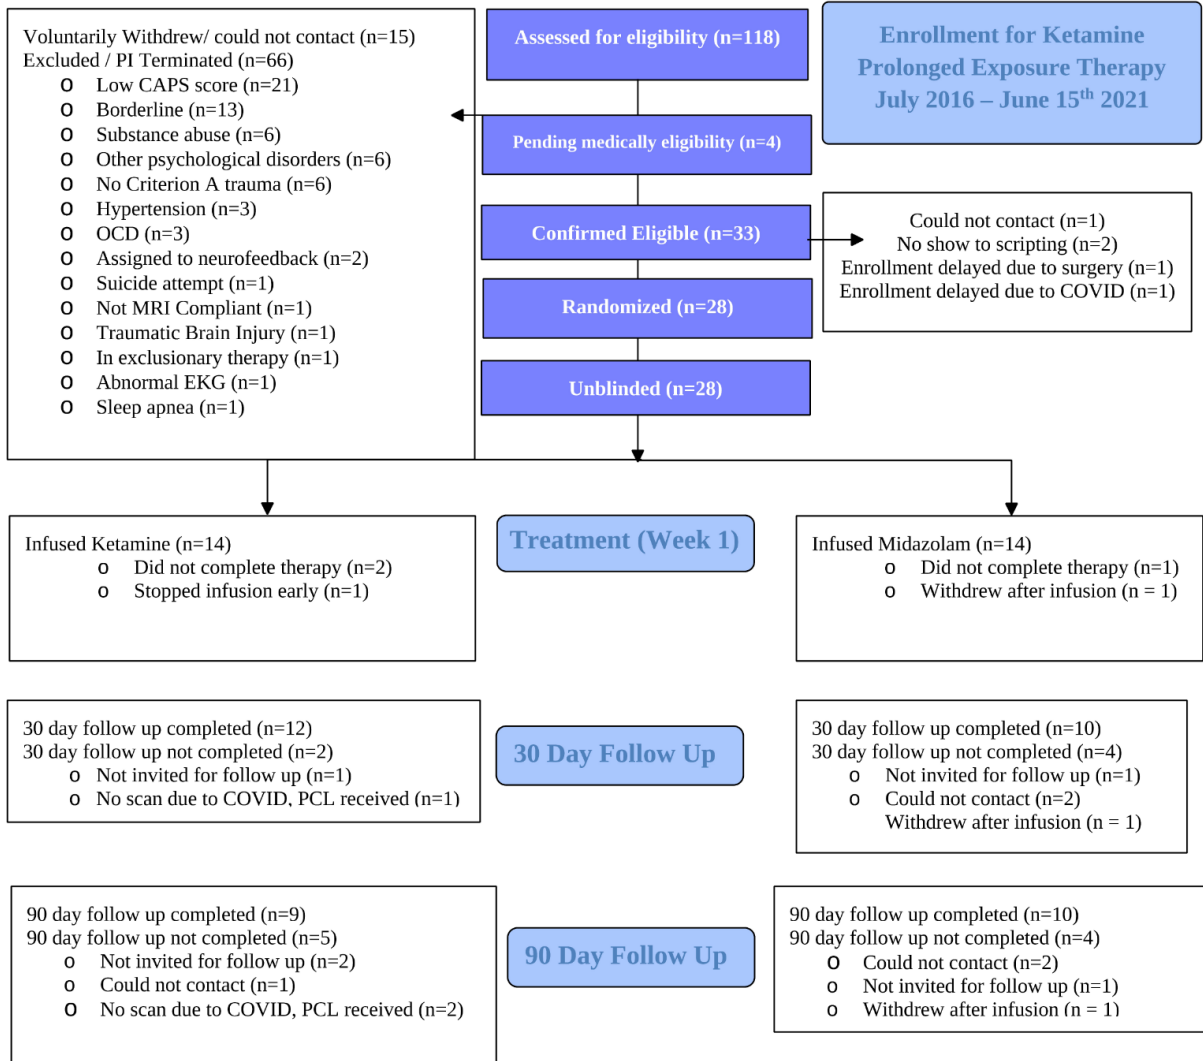 Voluntarily Withdrew/ could not contact (n=15)
Excluded / PI Terminated (n=66)
o Low CAPS score (n=21)
o Borderline (n=13)
o Substance abuse (n=6)
o Other psychological disorders (n=6)
o No Criterion A trauma (n=6)
o Hypertension (n=3)
o OCD (n=3)
o Assigned to neurofeedback (n=2)
o Suicide attempt (n=1)
o Not MRI Compliant (n=1)
o Traumatic Brain Injury (n=1)
o In exclusionary therapy (n=1)
o Abnormal EKG (n=1)
o Sleep apnea (n=1)
Assessed for eligibility (n=118)
Pending medically eligibility (n=4)
Confirmed Eligible (n=33)
Randomized (n=28)
Unblinded (n=28)
Enrollment for Ketamine
Prolonged Exposure Therapy
July 2016 – June 15th 2021
Could not contact (n=1)
No show to scripting (n=2)
Enrollment delayed due to surgery (n=1)
Enrollment delayed due to COVID (n=1)
Infused Ketamine (n=14)
o Did not complete therapy (n=2)
o Stopped infusion early (n=1)
Treatment (Week 1)
Infused Midazolam (n=14)
o Did not complete therapy (n=1)
o Withdrew after infusion (n = 1)
30 day follow up completed (n=12)
30 day follow up not completed (n=2)
o Not invited for follow up (n=1)
o No scan due to COVID, PCL received (n=1)
30 Day Follow Up
30 day follow up completed (n=10)
30 day follow up not completed (n=4)
o Not invited for follow up (n=1)
o Could not contact (n=2)
Withdrew after infusion (n = 1)
90 day follow up completed (n=9)
90 day follow up not completed (n=5)
o Not invited for follow up (n=2)
o Could not contact (n=1)
o No scan due to COVID, PCL received (n=2)
90 Day Follow Up
90 day follow up completed (n=10)
90 day follow up not completed (n=4)
o Could not contact (n=2)
o Not invited for follow up (n=1)
o Withdrew after infusion (n = 1)